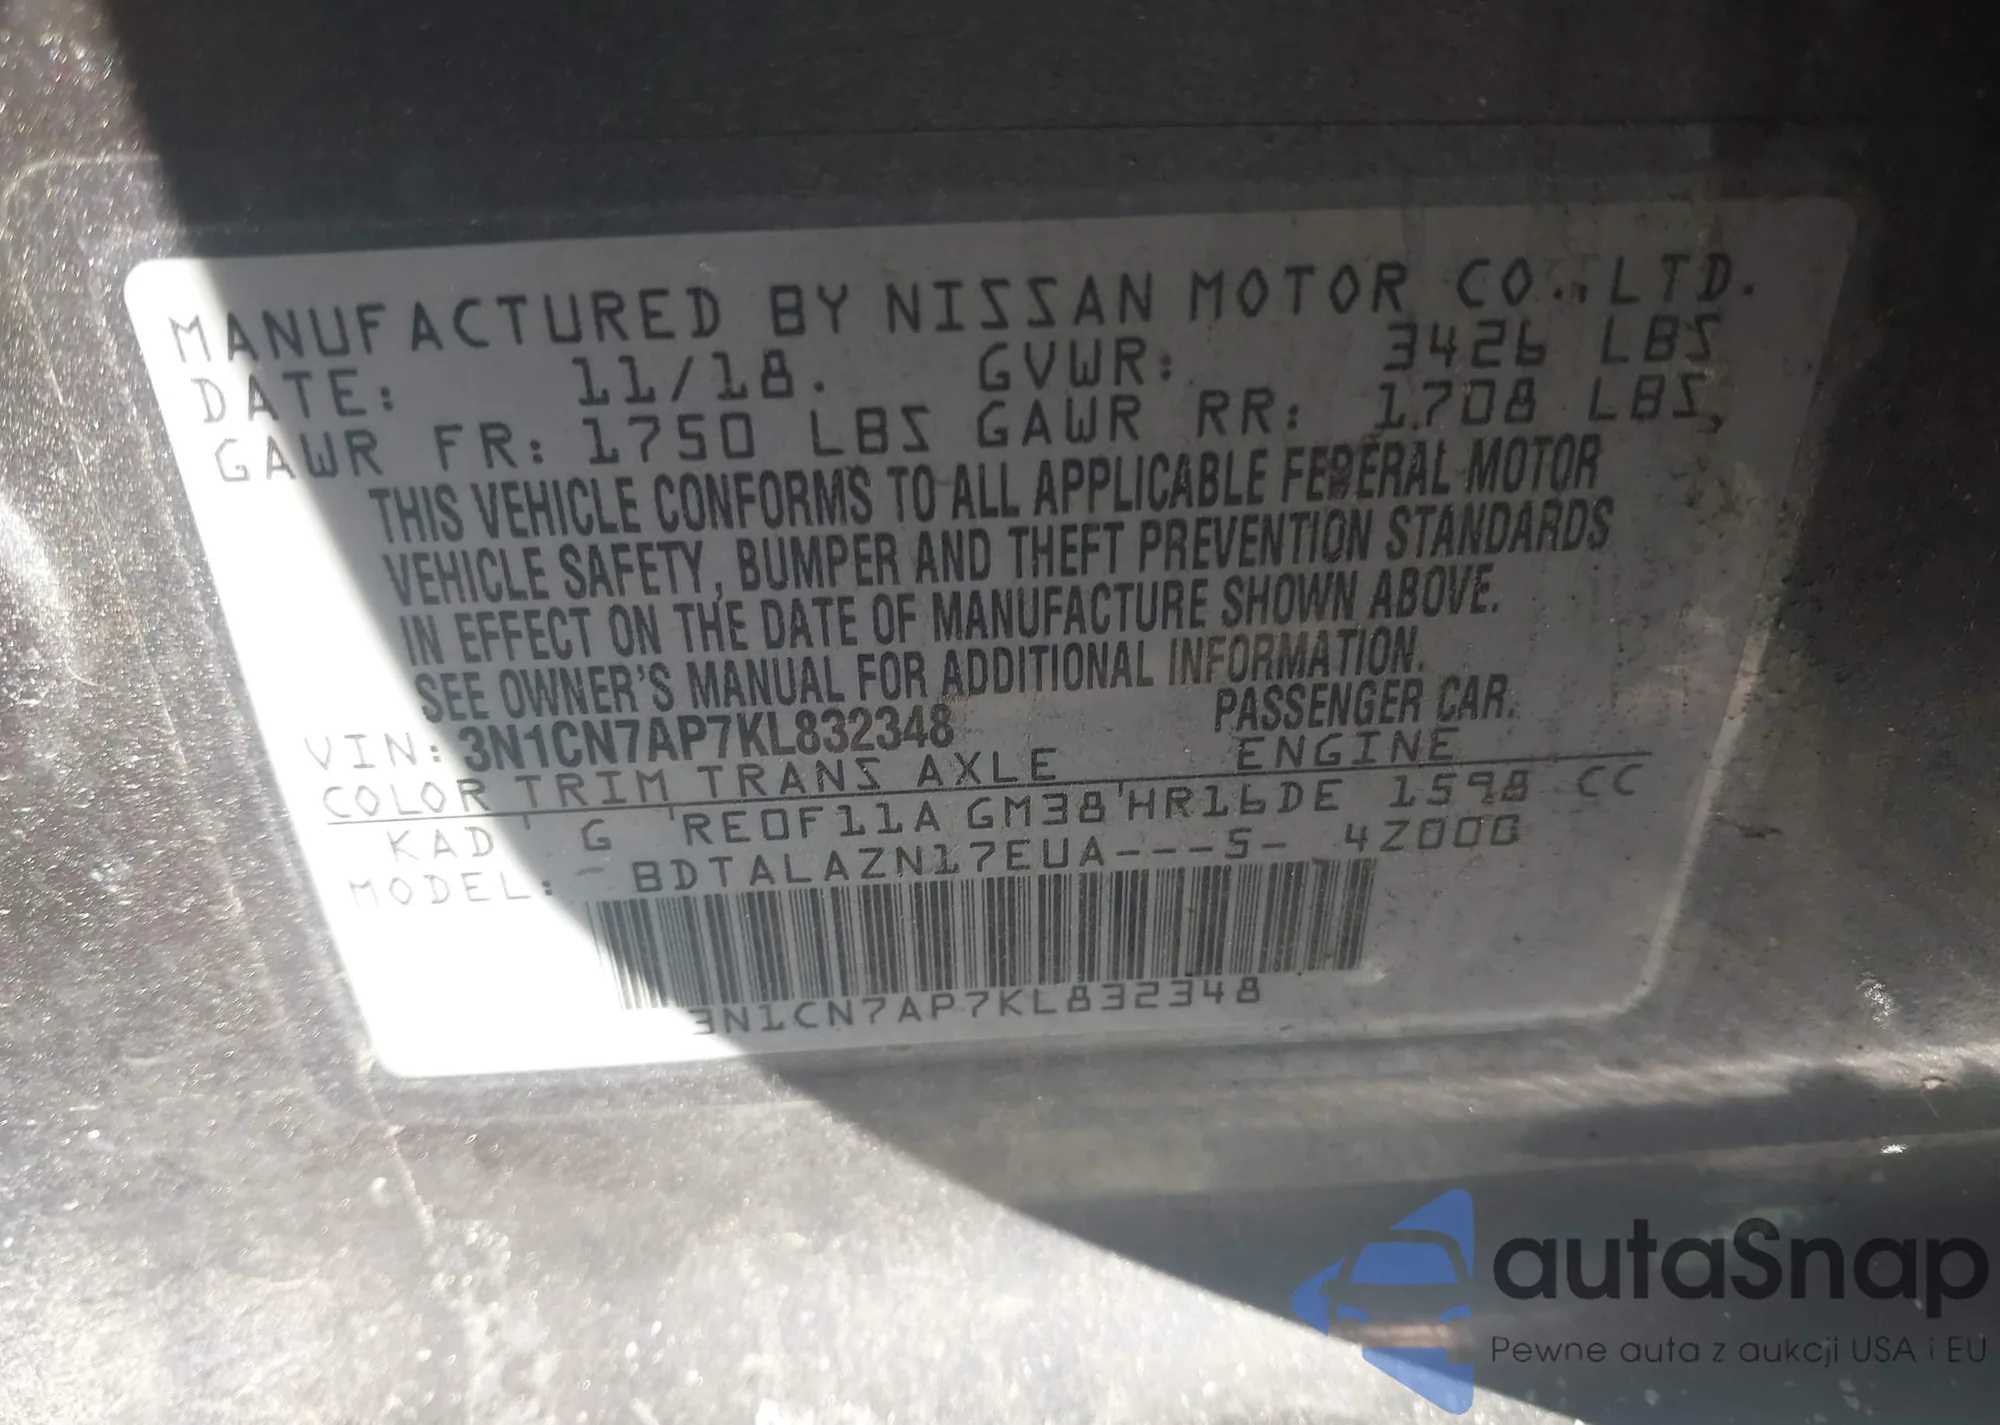 MANUFACTURED BY NISSAN MOTOR CO., LTD.
DATE: 11/18. GVWR: 3426 LBS
GAWR FR: 1750 LBS GAWR RR: 1708 LBS,
THIS VEHICLE CONFORMS TO ALL APPLICABLE FEDERAL MOTOR
VEHICLE SAFETY, BUMPER AND THEFT PREVENTION STANDARDS
IN EFFECT ON THE DATE OF MANUFACTURE SHOWN ABOVE.
SEE OWNER'S MANUAL FOR ADDITIONAL INFORMATION.
VIN: 3N1CN7AP7KL832348 PASSENGER CAR.
COLOR TRIM TRANS AXLE ENGINE
KAD G RE0F11A GM38 HR16DE 1598 CC
MODEL: -BDTALAZN17EUA---5- 4Z000
3N1CN7AP7KL832348
autaSnap
Pewne auta z aukcji USA i EU